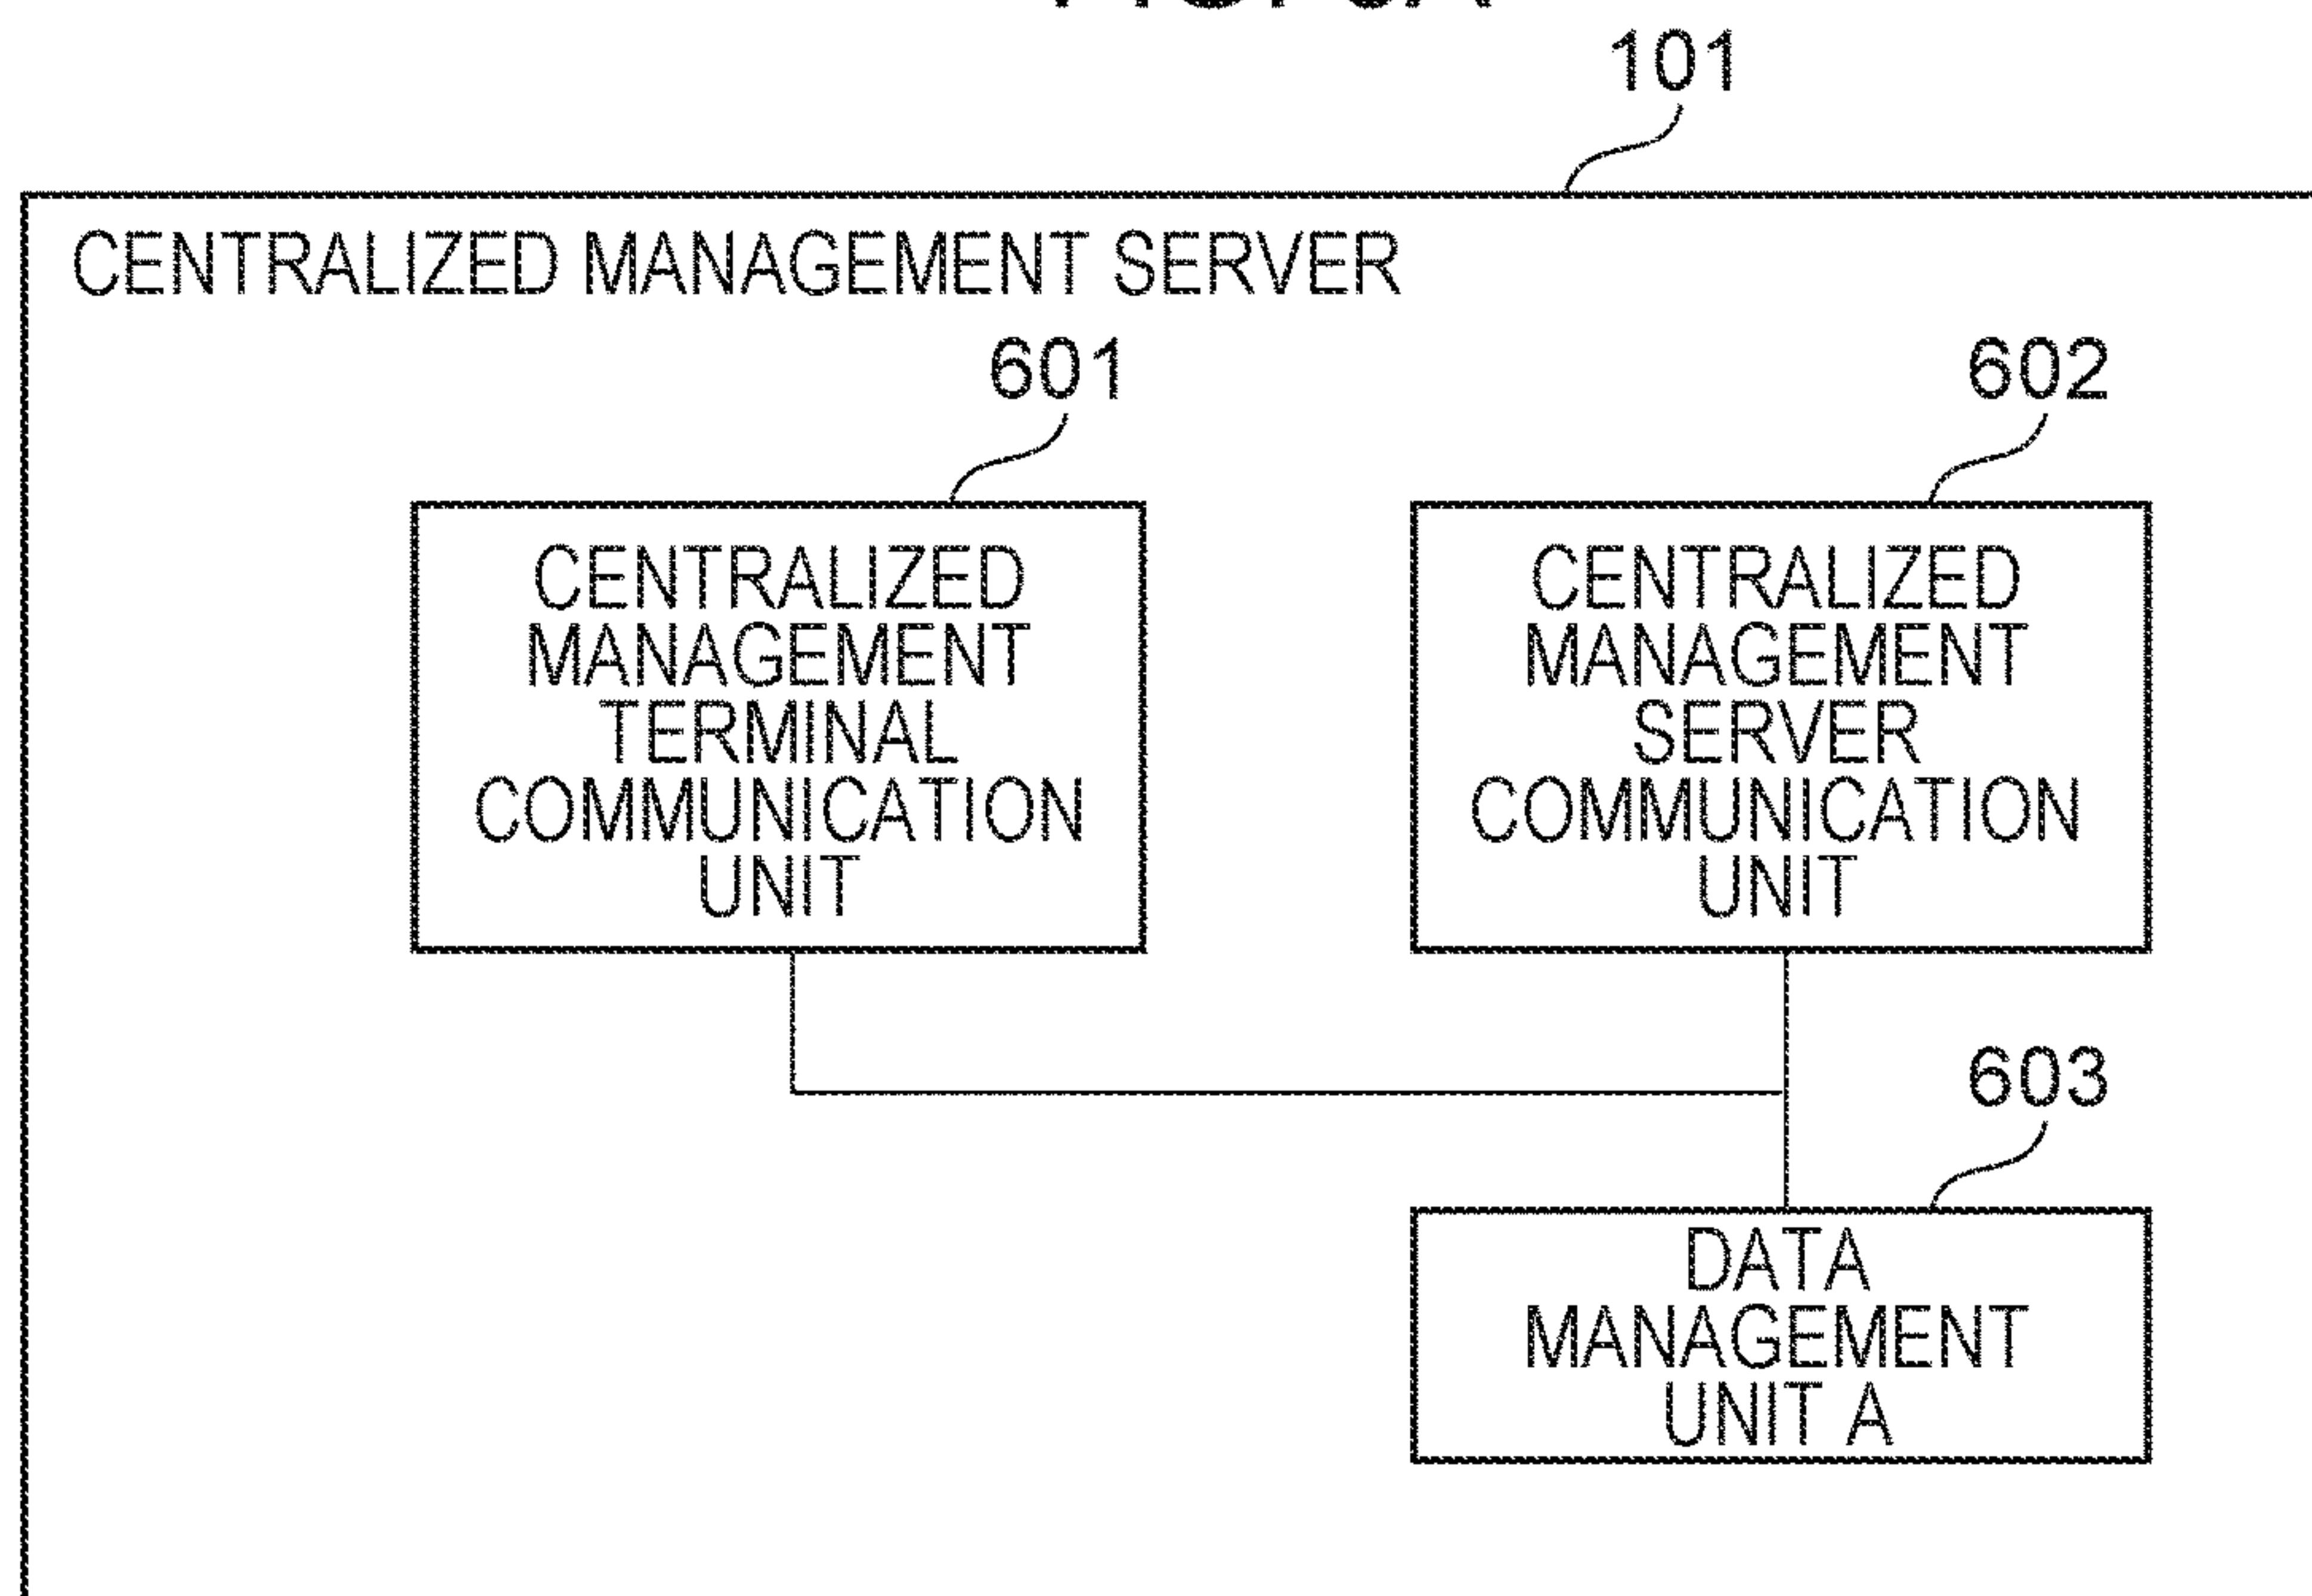 101
CENTRALIZED MANAGEMENT SERVER
601
602
CENTRALIZED
MANAGEMENT
TERMINAL
COMMUNICATION
UNIT
CENTRALIZED
MANAGEMENT
SERVER
COMMUNICATION
UNIT
603
DATA
MANAGEMENT
UNIT A